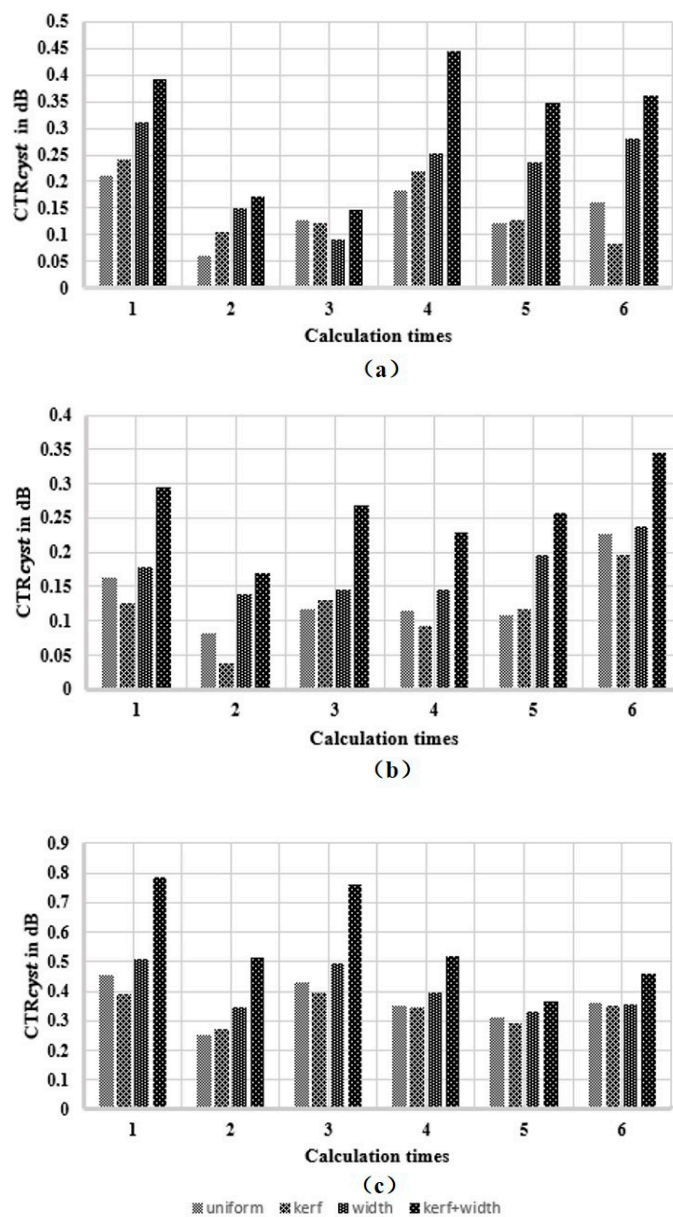 0.5
0.45
0.4
0.35
0.3
0.25
0.2
0.15
0.1
0.05
0
CTRcyst in dB
1 2 3 4 5 6
Calculation times
(a)
0.4
0.35
0.3
0.25
0.2
0.15
0.1
0.05
0
CTRcyst in dB
1 2 3 4 5 6
Calculation times
(b)
0.9
0.8
0.7
0.6
0.5
0.4
0.3
0.2
0.1
0
CTRcyst in dB
1 2 3 4 5 6
Calculation times
(c)
uniform kerf width kerf+width